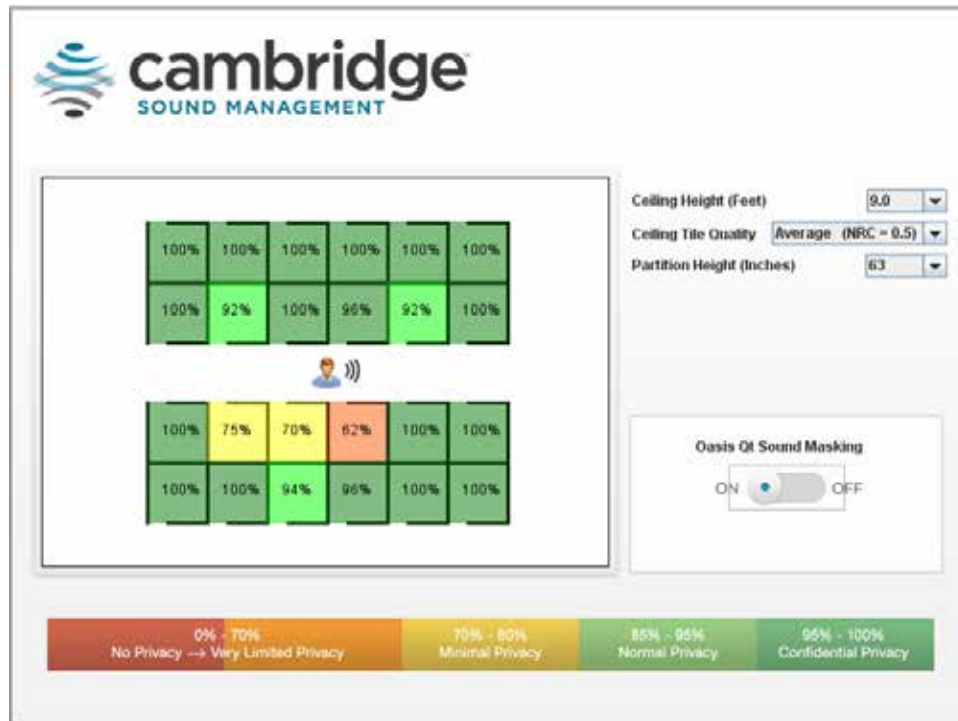 cambridge
SOUND MANAGEMENT
Ceiling Height (Feet) 9.0
Ceiling Tile Quality Average (NRC = 0.5)
Partition Height (Inches) 63
100% 100% 100% 100% 100% 100%
100% 92% 100% 96% 92% 100%
100% 75% 70% 62% 100% 100%
100% 100% 94% 96% 100% 100%
Oasis Qt Sound Masking
ON OFF
0% - 70%
No Privacy → Very Limited Privacy
70% - 80%
Minimal Privacy
85% - 95%
Normal Privacy
95% - 100%
Confidential Privacy